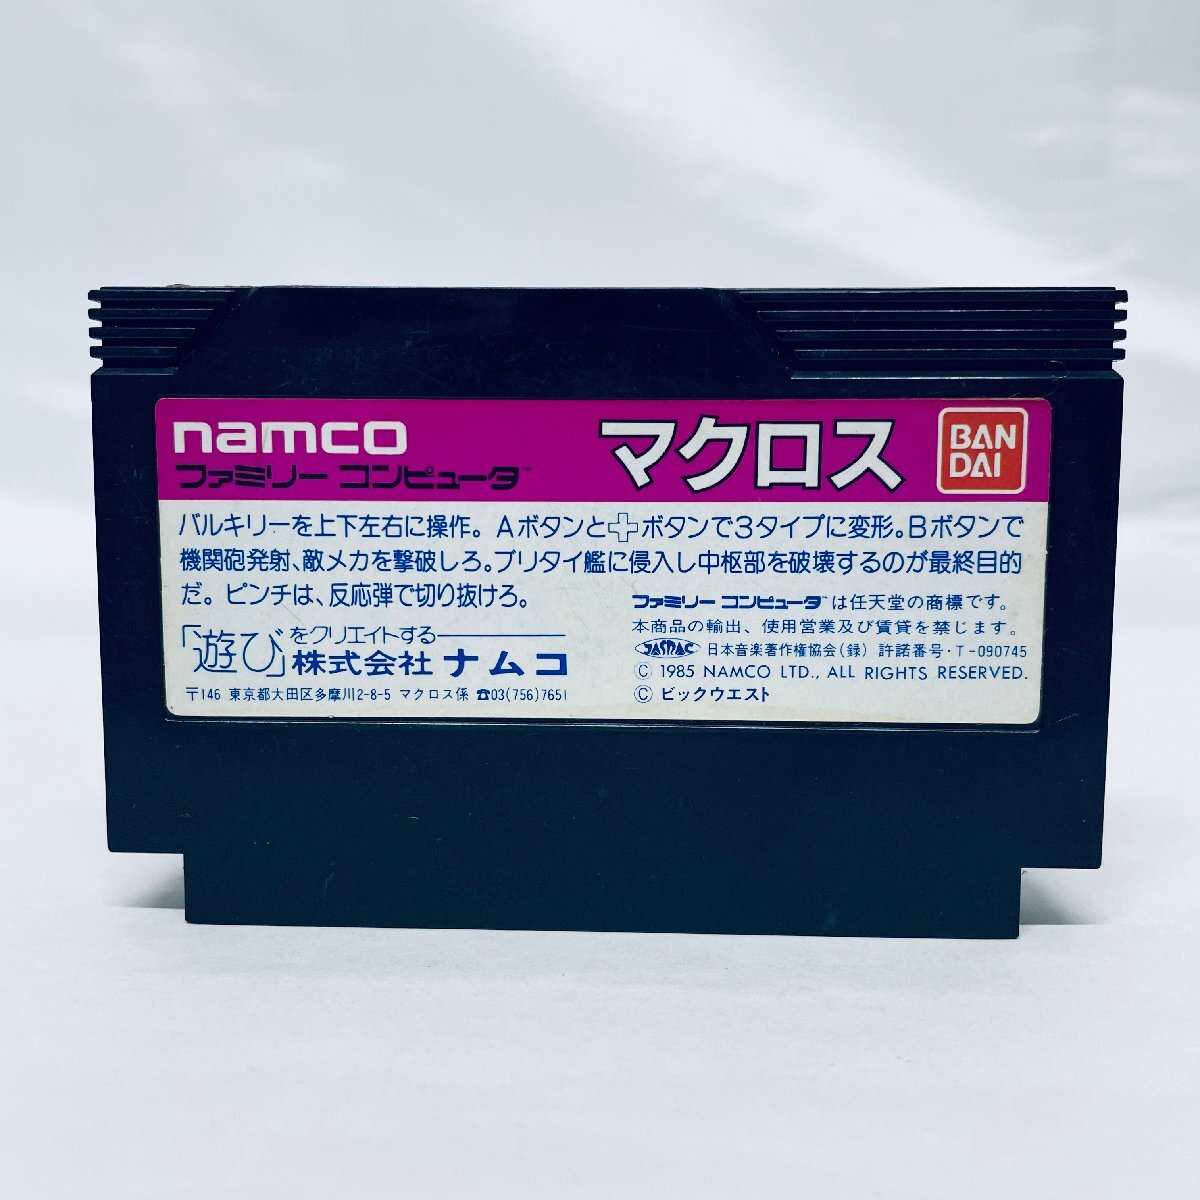 namco
ファミリー コンピュータ™
マクロス
BAN
DAI
バルキリーを上下左右に操作。Aボタンと✚ボタンで3タイプに変形。Bボタンで
機関砲発射、敵メカを撃破しろ。ブリタイ艦に侵入し中枢部を破壊するのが最終目的
だ。ピンチは、反応弾で切り抜けろ。
「遊び」をクリエイトする
株式会社 ナムコ
〒146 東京都大田区多摩川2-8-5 マクロス係 ☎03(756)7651
ファミリー コンピュータ™は任天堂の商標です。
本商品の輸出、使用営業及び賃貸を禁じます。
JASRAC 日本音楽著作権協会(録) 許諾番号・T-090745
© 1985 NAMCO LTD., ALL RIGHTS RESERVED.
© ビックウエスト